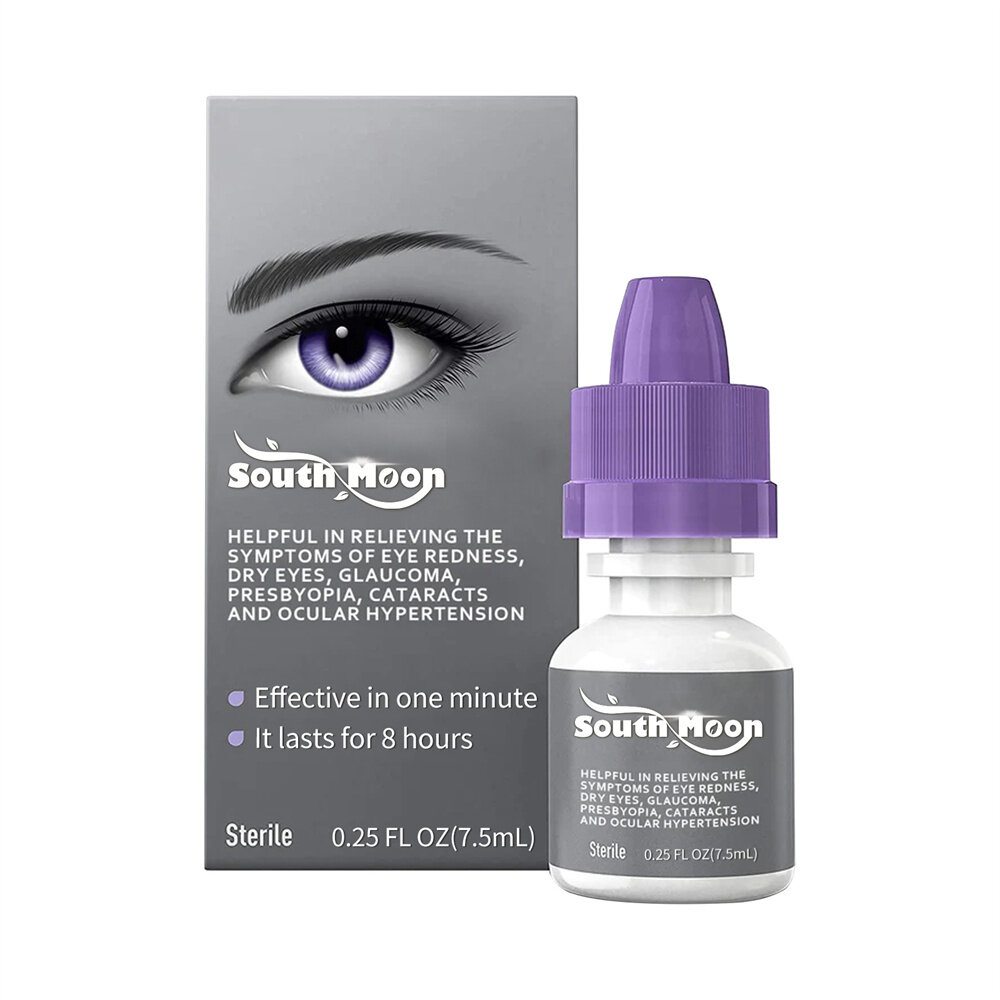 South Moon
HELPFUL IN RELIEVING THE
SYMPTOMS OF EYE REDNESS,
DRY EYES, GLAUCOMA,
PRESBYOPIA, CATARACTS
AND OCULAR HYPERTENSION
Effective in one minute
It lasts for 8 hours
Sterile 0.25 FL OZ(7.5mL)
South Moon
HELPFUL IN RELIEVING THE
SYMPTOMS OF EYE REDNESS,
DRY EYES, GLAUCOMA,
PRESBYOPIA, CATARACTS
AND OCULAR HYPERTENSION
Sterile 0.25 FL OZ(7.5mL)